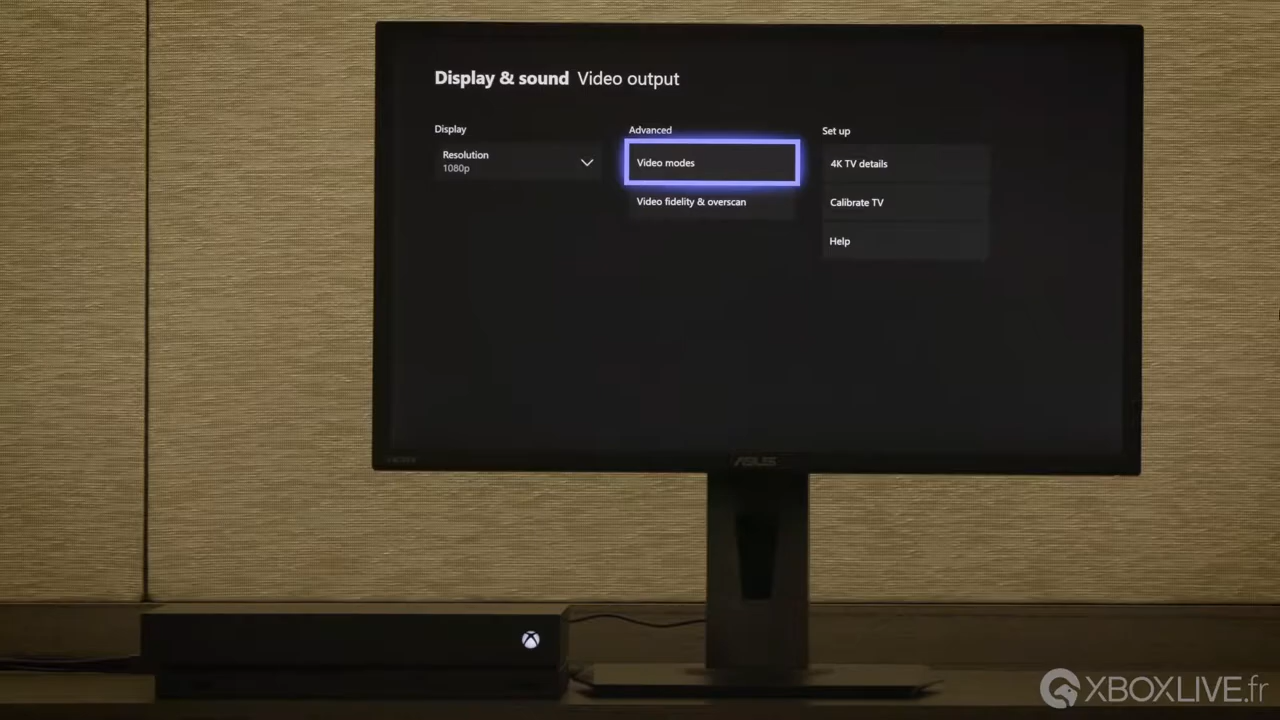 Display & sound Video output
Display
Resolution
1080p
Advanced
Video modes
Video fidelity & overscan
Set up
4K TV details
Calibrate TV
Help
HDMI
ASUS
XBOXLIVE.fr